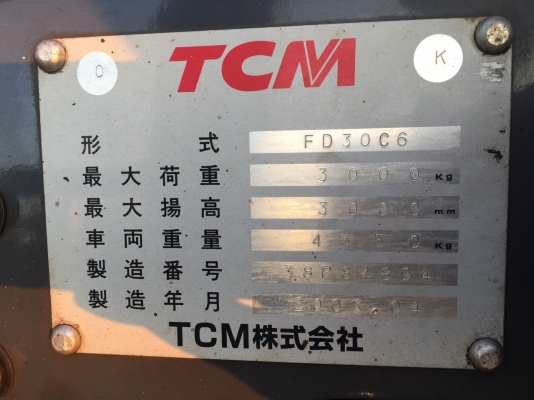 O TCM K
形式 FD30C6
最大荷重 3000 Kg
最大揚高 3000 mm
車両重量 Kg
製造番号
製造年月
TCM株式会社